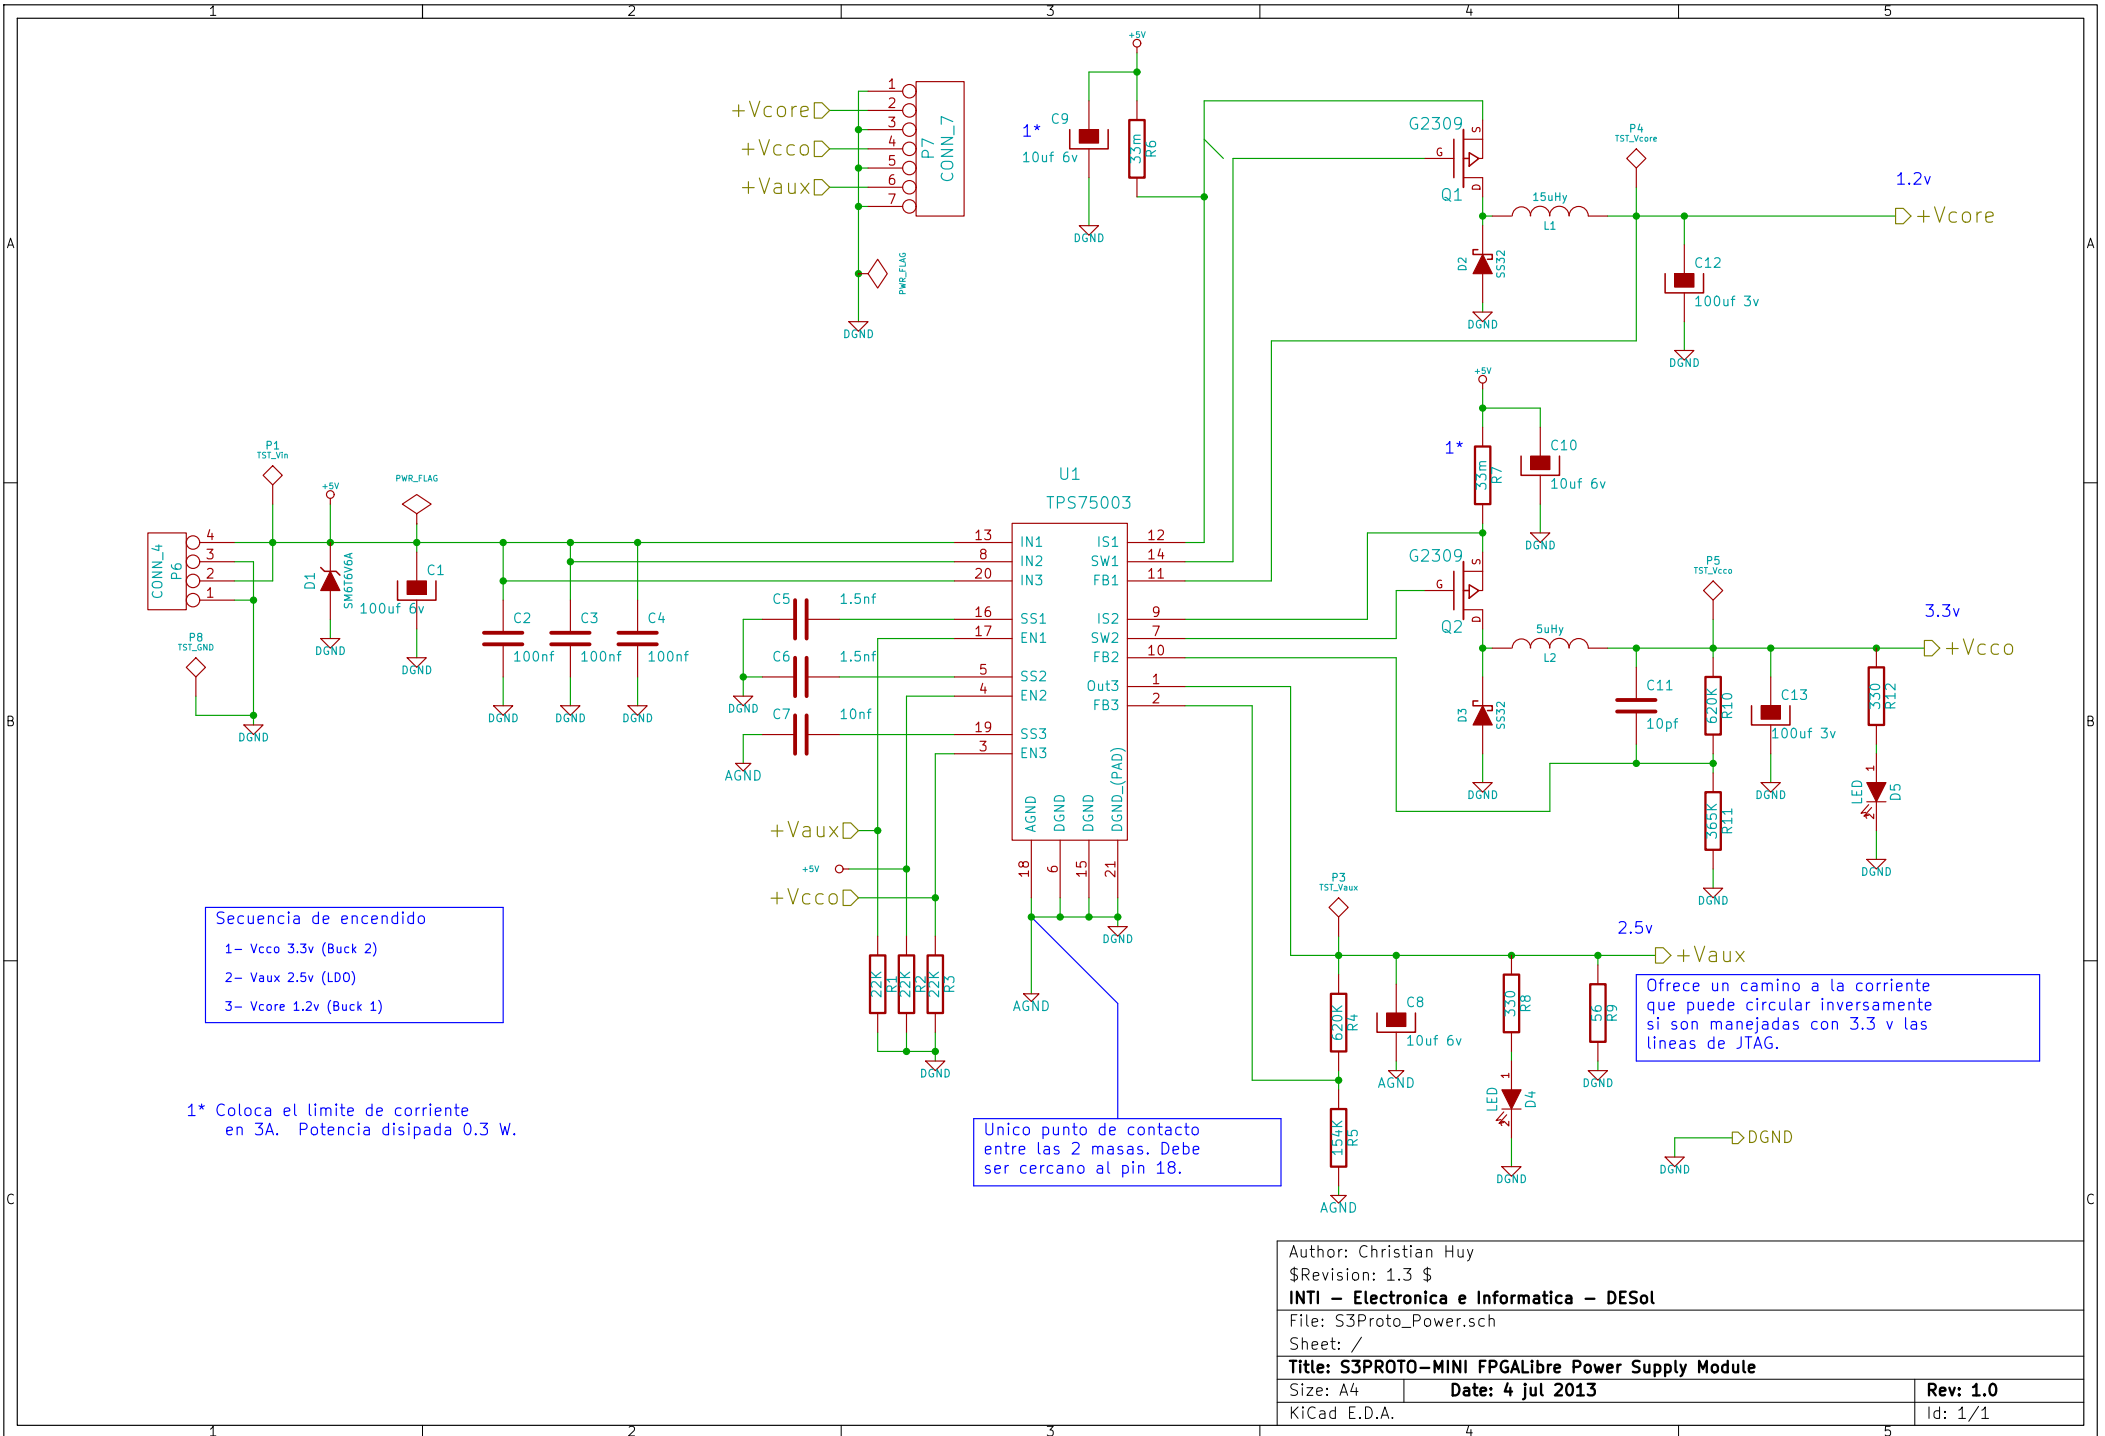 1 2 3 4 5
A
B
C
A
B
C
1 2 3 4 5
+Vcore
+Vcco
+Vaux
1
2
3
4
5
6
7
P7
CONN_7
PWR_FLAG
DGND
+5V
1*
C9
10uf 6v
33m
R6
DGND
G2309
S
G
D
Q1
15uHy
L1
D2
SS32
DGND
P4
TST_Vcore
1.2v
+Vcore
C12
100uf 3v
DGND
+5V
1*
33m
R7
C10
10uf 6v
DGND
G2309
S
G
D
Q2
5uHy
L2
D3
SS32
DGND
P5
TST_Vcco
3.3v
+Vcco
C11
10pf
620K
R10
C13
100uf 3v
DGND
330
R12
LED
1
2
D5
DGND
365K
R11
DGND
P1
TST_Vin
+5V
PWR_FLAG
CONN_4
P6
4
3
2
1
P8
TST_GND
DGND
D1
SM6T6V6A
DGND
C1
100uf 6v
DGND
C2
100nf
DGND
C3
100nf
DGND
C4
100nf
DGND
C5
1.5nf
C6
1.5nf
DGND
C7
10nf
AGND
U1
TPS75003
13 IN1
8 IN2
20 IN3
16 SS1
17 EN1
5 SS2
4 EN2
19 SS3
3 EN3
IS1 12
SW1 14
FB1 11
IS2 9
SW2 7
FB2 10
Out3 1
FB3 2
AGND
DGND
DGND
DGND_(PAD)
18
6
15
21
DGND
AGND
+Vaux
+5V
+Vcco
22K
R1
22K
R2
22K
R3
DGND
Secuencia de encendido
1- Vcco 3.3v (Buck 2)
2- Vaux 2.5v (LDO)
3- Vcore 1.2v (Buck 1)
1* Coloca el limite de corriente
en 3A. Potencia disipada 0.3 W.
Unico punto de contacto
entre las 2 masas. Debe
ser cercano al pin 18.
P3
TST_Vaux
2.5v
+Vaux
620K
R4
C8
10uf 6v
AGND
330
R8
56
R9
DGND
LED
1
2
D4
DGND
154K
R5
AGND
Ofrece un camino a la corriente
que puede circular inversamente
si son manejadas con 3.3 v las
lineas de JTAG.
DGND
DGND
Author: Christian Huy
$Revision: 1.3 $
INTI - Electronica e Informatica - DESol
File: S3Proto_Power.sch
Sheet: /
Title: S3PROTO-MINI FPGALibre Power Supply Module
Size: A4 Date: 4 jul 2013 Rev: 1.0
KiCad E.D.A. Id: 1/1